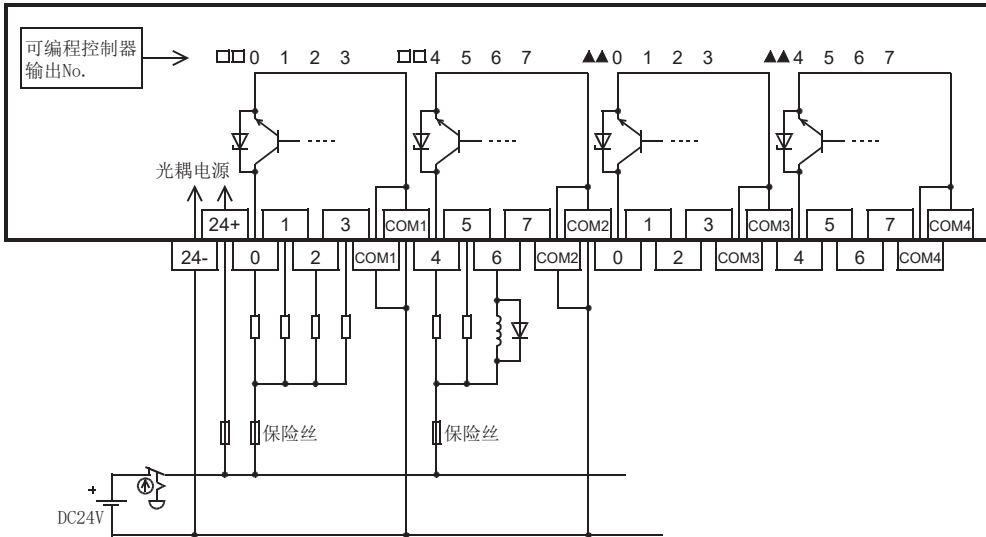 可编程控制器
输出No.
□□0 1 2 3 □□4 5 6 7 ▲▲0 1 2 3 ▲▲4 5 6 7
光耦电源
24+ 1 3 COM1 5 7 COM2 1 3 COM3 5 7 COM4
24- 0 2 COM1 4 6 COM2 0 2 COM3 4 6 COM4
保险丝 保险丝
+
DC24V